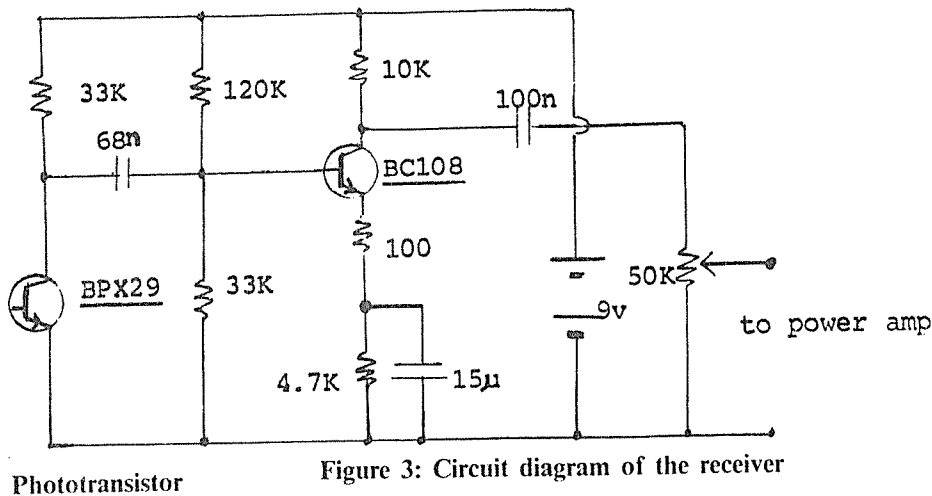 33K
120K
10K
100n
68n
BC108
100
BPX29
33K
50K
9v
to power amp
4.7K
15µ
Phototransistor
Figure 3: Circuit diagram of the receiver